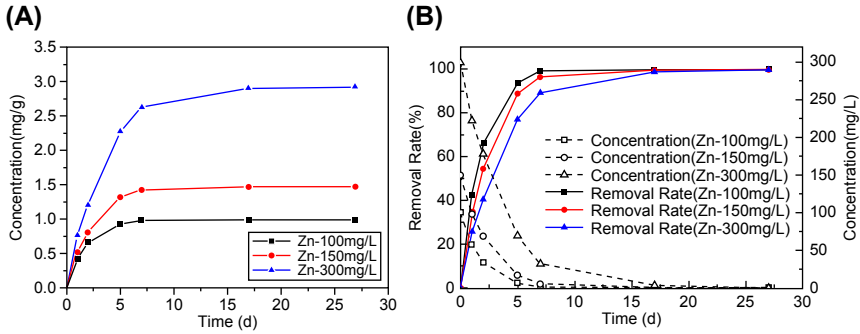 (A)
(B)
Concentration(mg/g)
3.5
3.0
2.5
2.0
1.5
1.0
0.5
0.0
Zn-100mg/L
Zn-150mg/L
Zn-300mg/L
0 5 10 15 20 25 30
Time (d)
Removal Rate(%)
100
80
60
40
20
0
Concentration(Zn-100mg/L)
Concentration(Zn-150mg/L)
Concentration(Zn-300mg/L)
Removal Rate(Zn-100mg/L)
Removal Rate(Zn-150mg/L)
Removal Rate(Zn-300mg/L)
300
250
200
150
100
50
0
Concentration(mg/L)
0 5 10 15 20 25 30
Time (d)